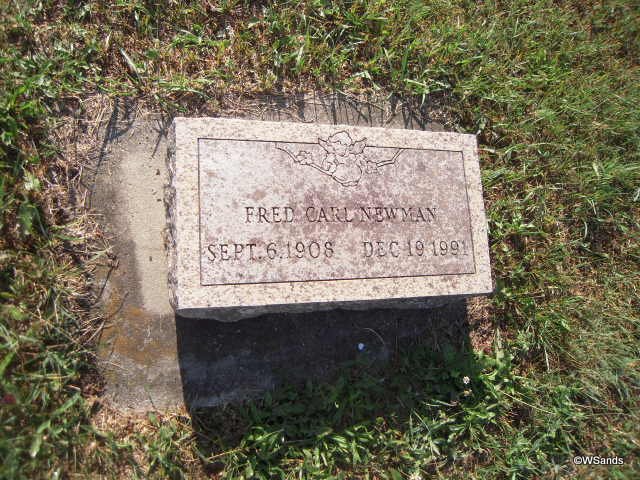 FRED CARL NEWMAN
SEPT. 6, 1908 DEC 19 1991
©WSands